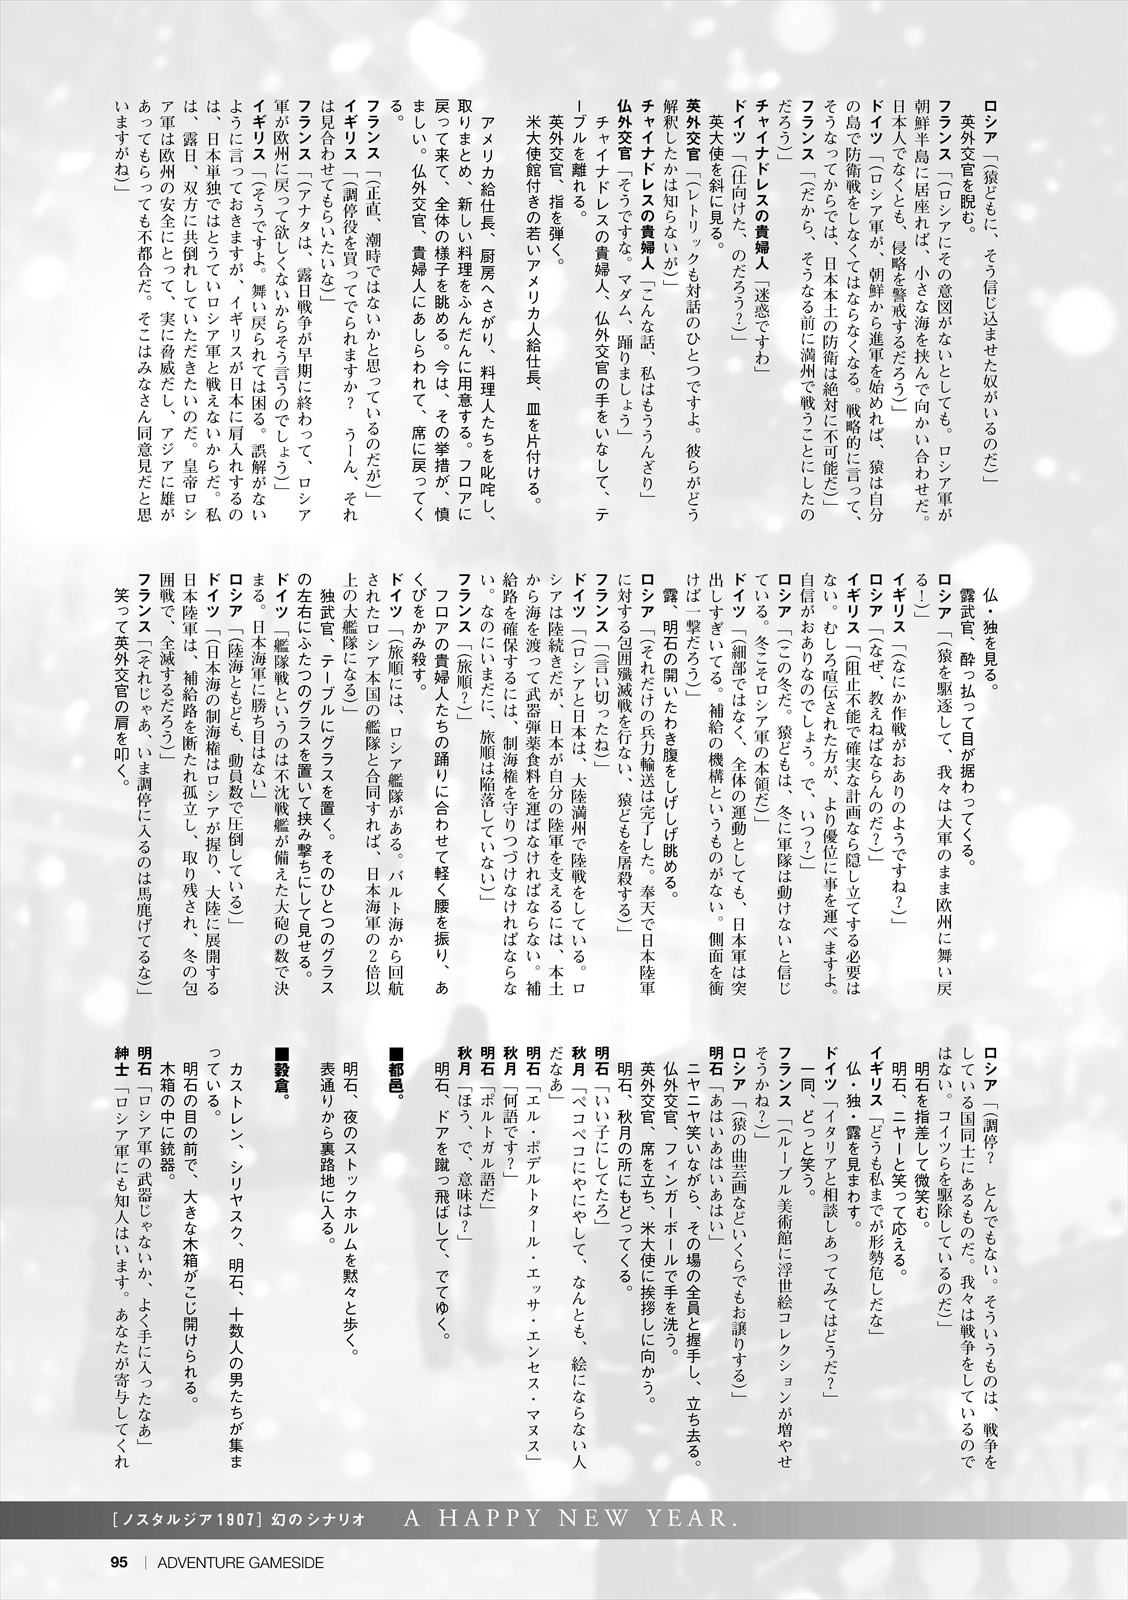 ロシア「（猿どもに、そう信じ込ませた奴がいるのだ）」
　英外交官を睨む。
フランス「（ロシアにその意図がないとしても。ロシア軍が
朝鮮半島に居座れば、小さな海を挟んで向かい合わせだ。
日本人でなくとも、侵略を警戒するだろう）」
ドイツ「（ロシア軍が、朝鮮から進軍を始めれば、猿は自分
の島で防衛戦をしなくてはならなくなる。戦略的に言って、
そうなってからでは、日本本土の防衛は絶対に不可能だ）」
フランス「（だから、そうなる前に満州で戦うことにしたの
だろう）」
チャイナドレスの貴婦人「迷惑ですわ」
ドイツ「（仕向けた、のだろう？）」
　英大使を斜に見る。
英外交官「（レトリックも対話のひとつですよ。彼らがどう
解釈したかは知らないが）」
チャイナドレスの貴婦人「こんな話、私はもううんざり」
仏外交官「そうですな。マダム、踊りましょう」
　チャイナドレスの貴婦人、仏外交官の手をいなして、テ
ーブルを離れる。
　英外交官、指を弾く。
　米大使館付きの若いアメリカ人給仕長、皿を片付ける。
　アメリカ給仕長、厨房へさがり、料理人たちを叱咤し、
取りまとめ、新しい料理をふんだんに用意する。フロアに
戻って来て、全体の様子を眺める。今は、その挙措が、慎
ましい。仏外交官、貴婦人にあしらわれて、席に戻ってく
る。
フランス「（正直、潮時ではないかと思っているのだが）」
イギリス「（調停役を買ってでられますか？　うーん、それ
は見合わせてもらいたいな）」
フランス「（アナタは、露日戦争が早期に終わって、ロシア
軍が欧州に戻って欲しくないからそう言うのでしょう）」
イギリス「（そうですよ。舞い戻られては困る。誤解がない
ように言っておきますが、イギリスが日本に肩入れするの
は、日本単独ではとうていロシア軍と戦えないからだ。私
は、露日、双方に共倒れしていただきたいのだ。皇帝ロシ
ア軍は欧州の安全にとって、実に脅威だし、アジアに雄が
あってもらっても不都合だ。そこはみなさん同意見だと思
いますがね）」
　仏・独を見る。
　露武官、酔っ払って目が据わってくる。
ロシア「（猿を駆逐して、我々は大軍のまま欧州に舞い戻
る！）」
イギリス「（なにか作戦がおありのようですね？）」
ロシア「（なぜ、教えねばならんのだ？）」
イギリス「（阻止不能で確実な計画なら隠し立てする必要は
ない。むしろ喧伝された方が、より優位に事を運べますよ。
自信がおありなのでしょう。で、いつ？）」
ロシア「（この冬だ。猿どもは、冬に軍隊は動けないと信じ
ている。冬こそロシア軍の本領だ）」
ドイツ「（細部ではなく、全体の運動としても、日本軍は突
出しすぎいてる。補給の機構というものがない。側面を衝
けば一撃だろう）」
　露、明石の開いたわき腹をしげしげ眺める。
ロシア「（それだけの兵力輸送は完了した。奉天で日本陸軍
に対する包囲殲滅戦を行ない、猿どもを屠殺する）」
フランス「（言い切ったね）」
ドイツ「（ロシアと日本は、大陸満州で陸戦をしている。ロ
シアは陸続きだが、日本が自分の陸軍を支えるには、本土
から海を渡って武器弾薬食料を運ばなければならない。補
給路を確保するには、制海権を守りつづけなければならな
い。なのにいまだに、旅順は陥落していない）」
フランス「（旅順？）」
　フロアの貴婦人たちの踊りに合わせて軽く腰を振り、あ
くびをかみ殺す。
ドイツ「（旅順には、ロシア艦隊がある。バルト海から回航
されたロシア本国の艦隊と合同すれば、日本海軍の２倍以
上の大艦隊になる）」
　独武官、テーブルにグラスを置く。そのひとつのグラス
の左右にふたつのグラスを置いて挟み撃ちにして見せる。
ドイツ「（艦隊戦というのは不沈戦艦が備えた大砲の数で決
まる。日本海軍に勝ち目はない）」
ロシア「（陸海ともども、動員数で圧倒している）」
ドイツ「（日本海の制海権はロシアが握り、大陸に展開する
日本陸軍は、補給路を断たれ孤立し、取り残され、冬の包
囲戦で、全滅するだろう）」
フランス「（それじゃあ、いま調停に入るのは馬鹿げてるな）」
　笑って英外交官の肩を叩く。
ロシア「（調停？　とんでもない。そういうものは、戦争を
している国同士にあるものだ。我々は戦争をしているので
はない。コイツらを駆除しているのだ）」
　明石を指差して微笑む。
　明石、ニヤーと笑って応える。
イギリス「どうも私までが形勢危しだな」
　仏・独・露を見まわす。
ドイツ「イタリアと相談しあってみてはどうだ？」
　一同、どっと笑う。
フランス「（ルーブル美術館に浮世絵コレクションが増やせ
そうかね？）」
ロシア「（猿の曲芸画などいくらでもお譲りする）」
明石「あはいあはいあはい」
　ニヤニヤ笑いながら、その場の全員と握手し、立ち去る。
　仏外交官、フィンガーボールで手を洗う。
　英外交官、席を立ち、米大使に挨拶しに向かう。
　明石、秋月の所にもどってくる。
明石「いい子にしてたろ」
秋月「ペコペコにやにやして、なんとも、絵にならない人
だなあ」
明石「エル・ポデルトタール・エッサ・エンセス・マヌス」
秋月「何語です？」
明石「ポルトガル語だ」
秋月「ほう、で、意味は？」
　明石、ドアを蹴っ飛ばして、でてゆく。
■都邑。
　明石、夜のストックホルムを黙々と歩く。
　表通りから裏路地に入る。
■穀倉。
　カストレン、シリヤスク、明石、十数人の男たちが集ま
っている。
　明石の目の前で、大きな木箱がこじ開けられる。
　木箱の中に銃器。
明石「ロシア軍の武器じゃないか、よく手に入ったなあ」
紳士「ロシア軍にも知人はいます。あなたが寄与してくれ
［ノスタルジア1907］幻のシナリオ　A HAPPY NEW YEAR.
95 | ADVENTURE GAMESIDE